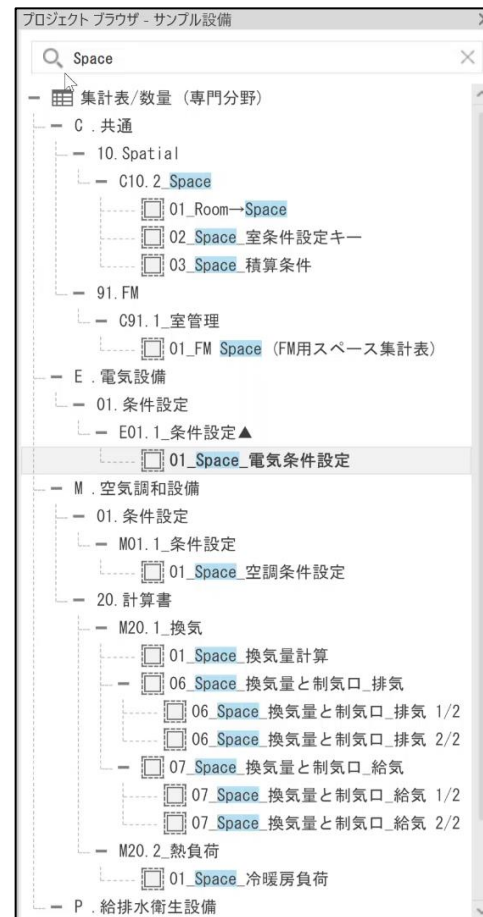 プロジェクト ブラウザ - サンプル設備
Space
集計表/数量 (専門分野)
C .共通
10.Spatial
C10.2_Space
01_Room→Space
02_Space_室条件設定キー
03_Space_積算条件
91.FM
C91.1_室管理
01_FM Space (FM用スペース集計表)
E .電気設備
01.条件設定
E01.1_条件設定▲
01_Space_電気条件設定
M .空気調和設備
01.条件設定
M01.1_条件設定
01_Space_空調条件設定
20.計算書
M20.1_換気
01_Space_換気量計算
06_Space_換気量と制気口_排気
06_Space_換気量と制気口_排気 1/2
06_Space_換気量と制気口_排気 2/2
07_Space_換気量と制気口_給気
07_Space_換気量と制気口_給気 1/2
07_Space_換気量と制気口_給気 2/2
M20.2_熱負荷
01_Space_冷暖房負荷
P .給排水衛生設備